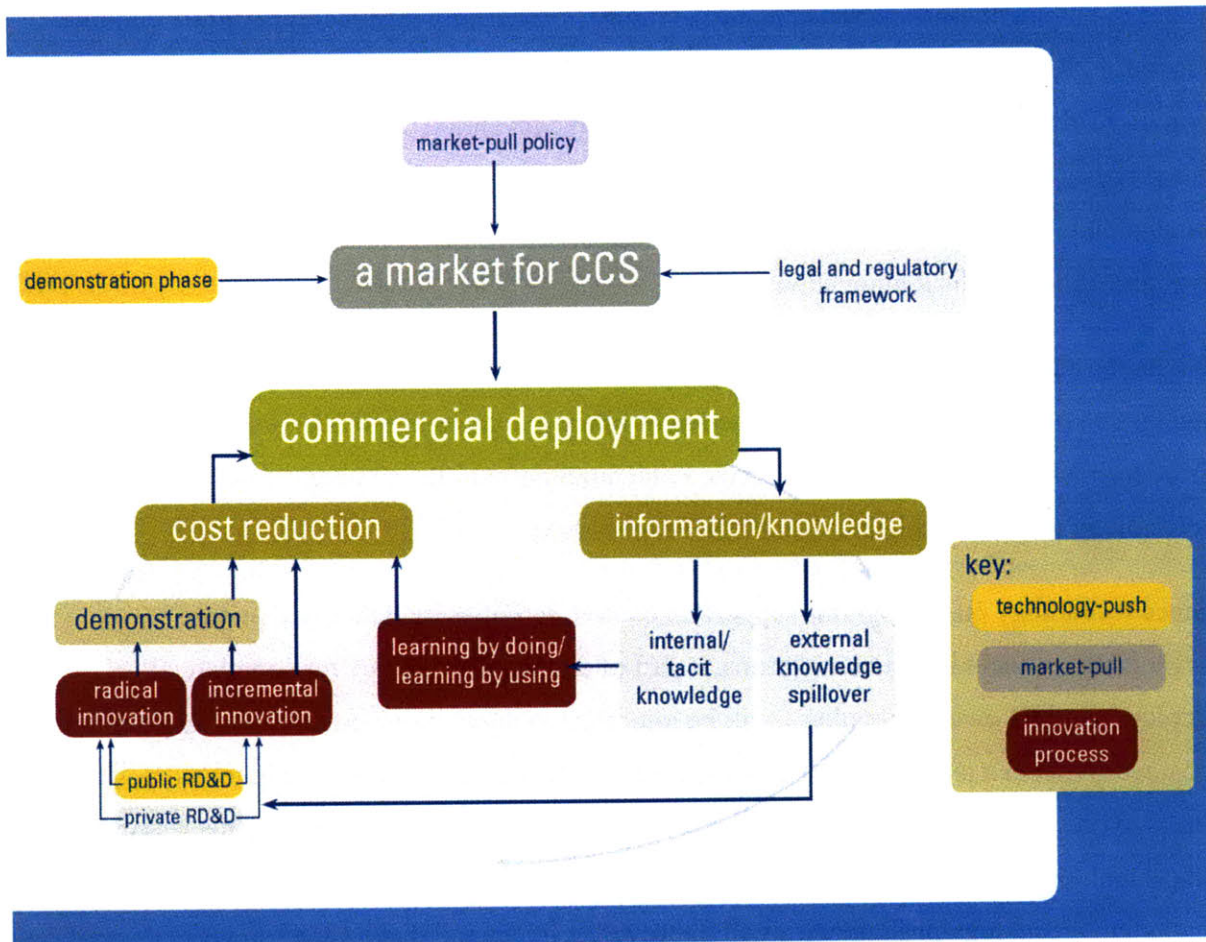 market-pull policy
demonstration phase
a market for CCS
legal and regulatory
framework
commercial deployment
cost reduction
information/knowledge
demonstration
radical
innovation
incremental
innovation
learning by doing/
learning by using
internal/
tacit
knowledge
external
knowledge
spillover
public RD&D
private RD&D
key:
technology-push
market-pull
innovation
process